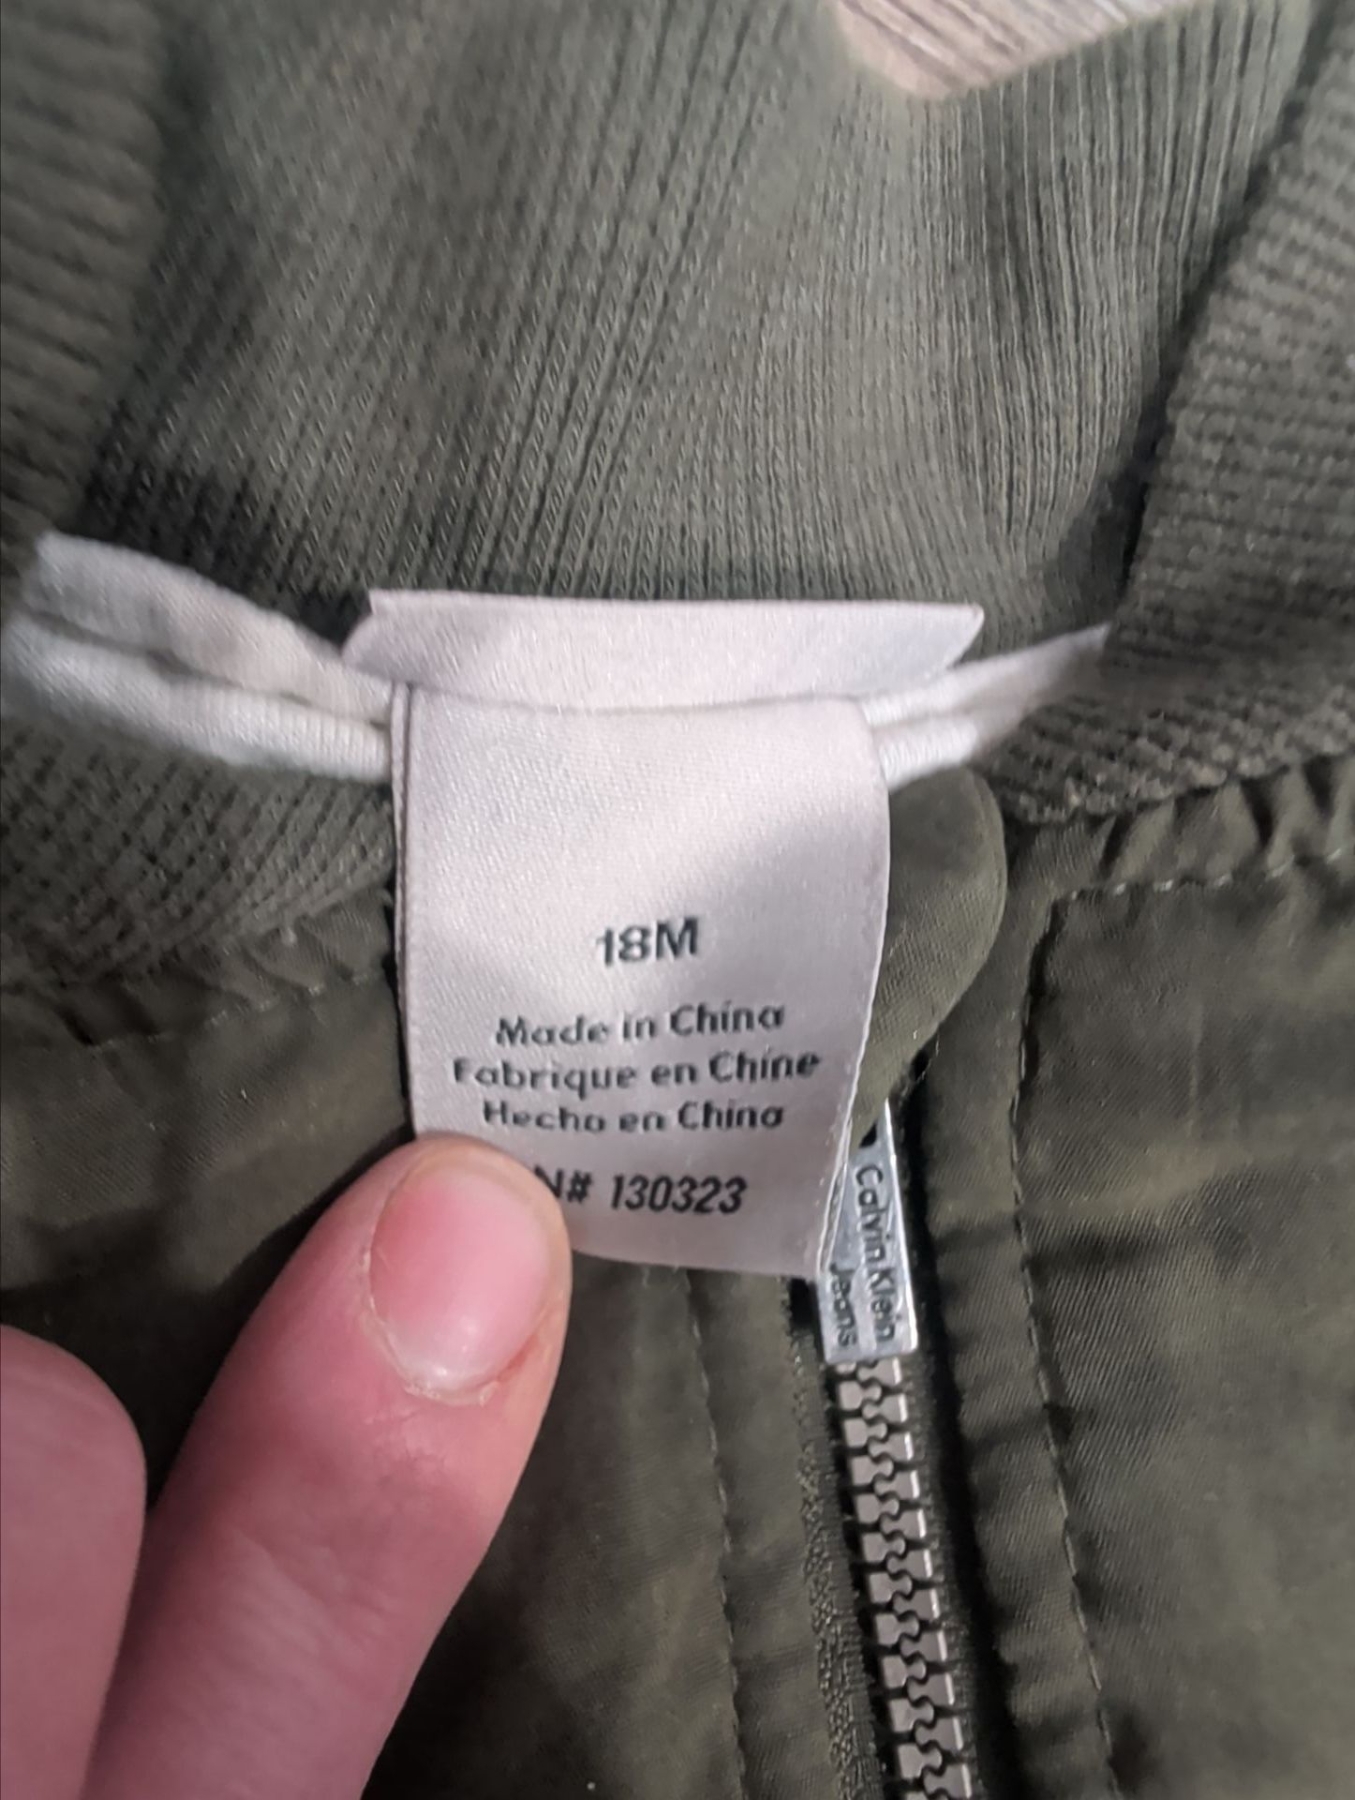 18M
Made in China
Fabrique en Chine
Hecho en China
N# 130323
Calvin Klein
Jeans